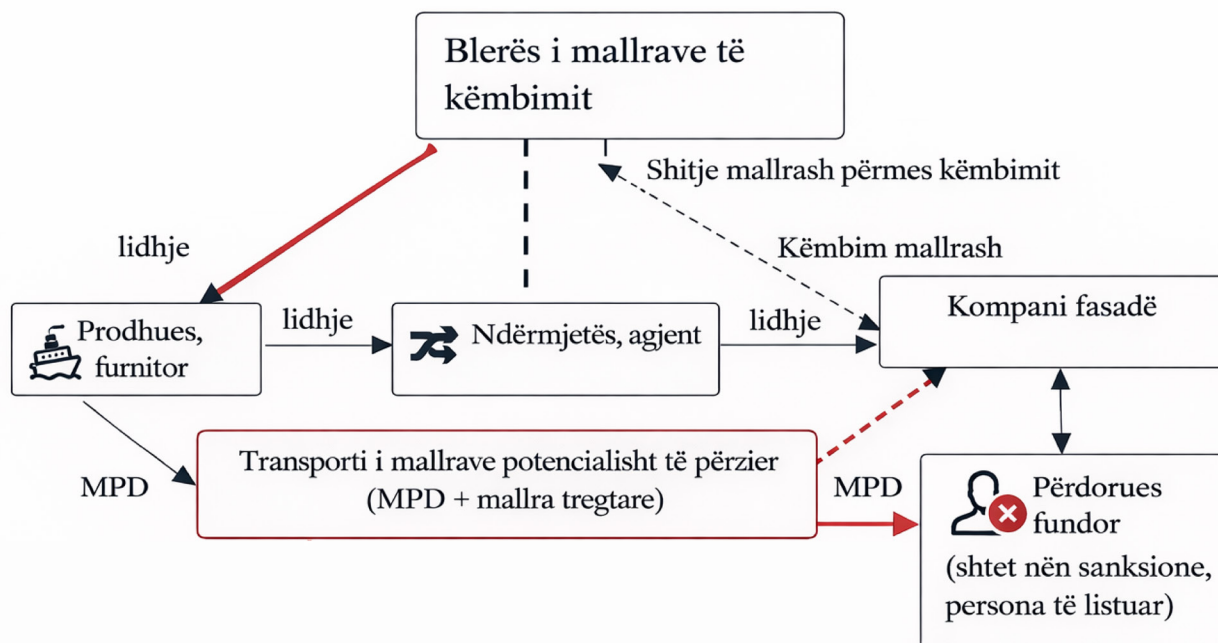 Blerës i mallrave të
këmbimit
Shitje mallrash përmes këmbimit
lidhje
Këmbim mallrash
Prodhues,
furnitor
lidhje
Ndërmjetës, agjent
lidhje
Kompani fasadë
MPD
Transporti i mallrave potencialisht të përzier
(MPD + mallra tregtare)
MPD
Përdorues
fundor
(shtet nën sanksione,
persona të listuar)